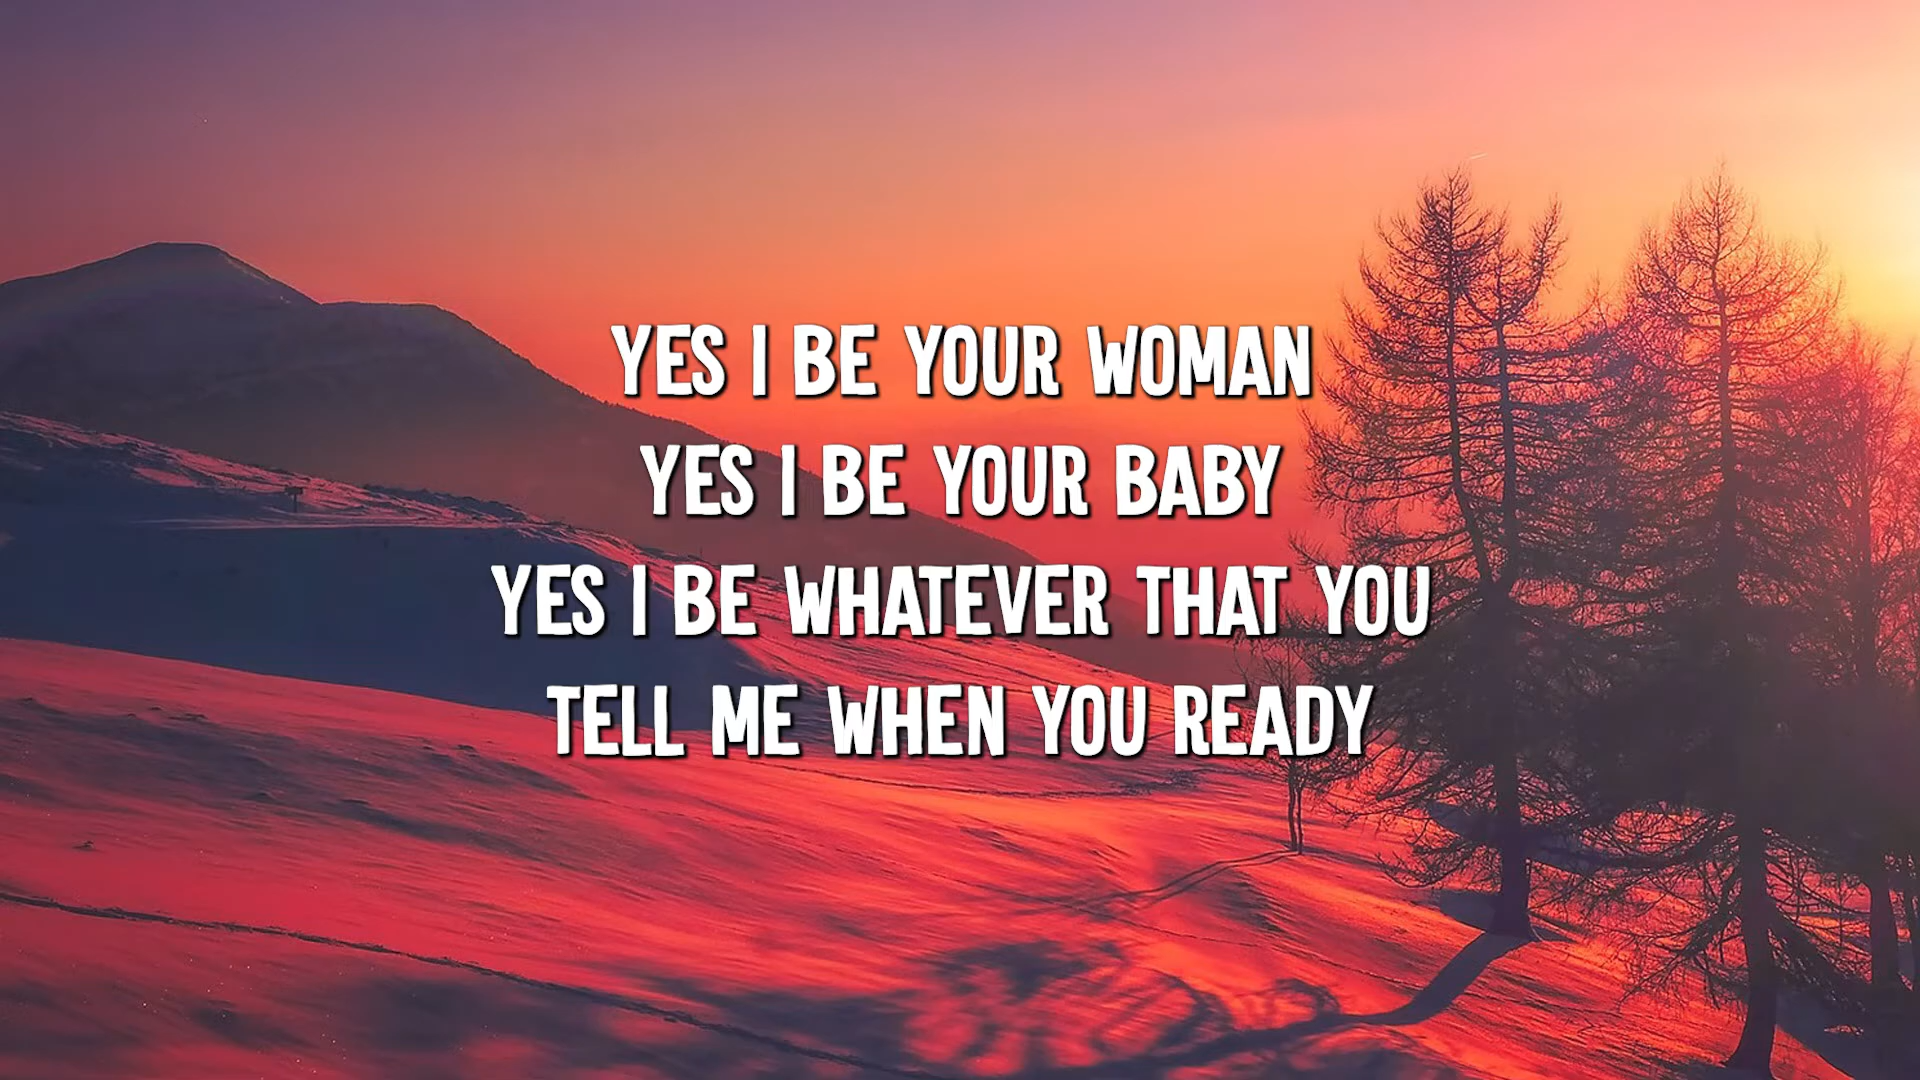 YES I BE YOUR WOMAN
YES I BE YOUR BABY
YES I BE WHATEVER THAT YOU
TELL ME WHEN YOU READY